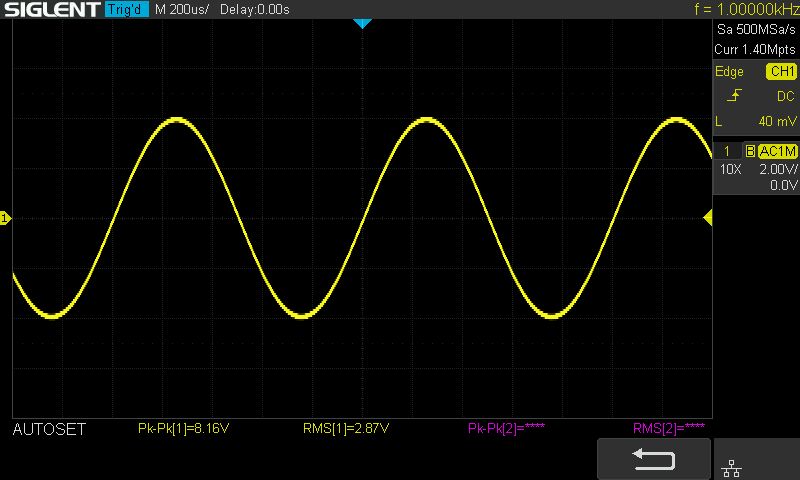 SIGLENT Trig'd M 200us/ Delay:0.00s f = 1.00000kHz
Sa 500MSa/s
Curr 1.40Mpts
Edge CH1
DC
L 40 mV
1 B AC1M
10X 2.00V/
0.0V
1
AUTOSET Pk-Pk[1]=8.16V RMS[1]=2.87V Pk-Pk[2]=**** RMS[2]=****